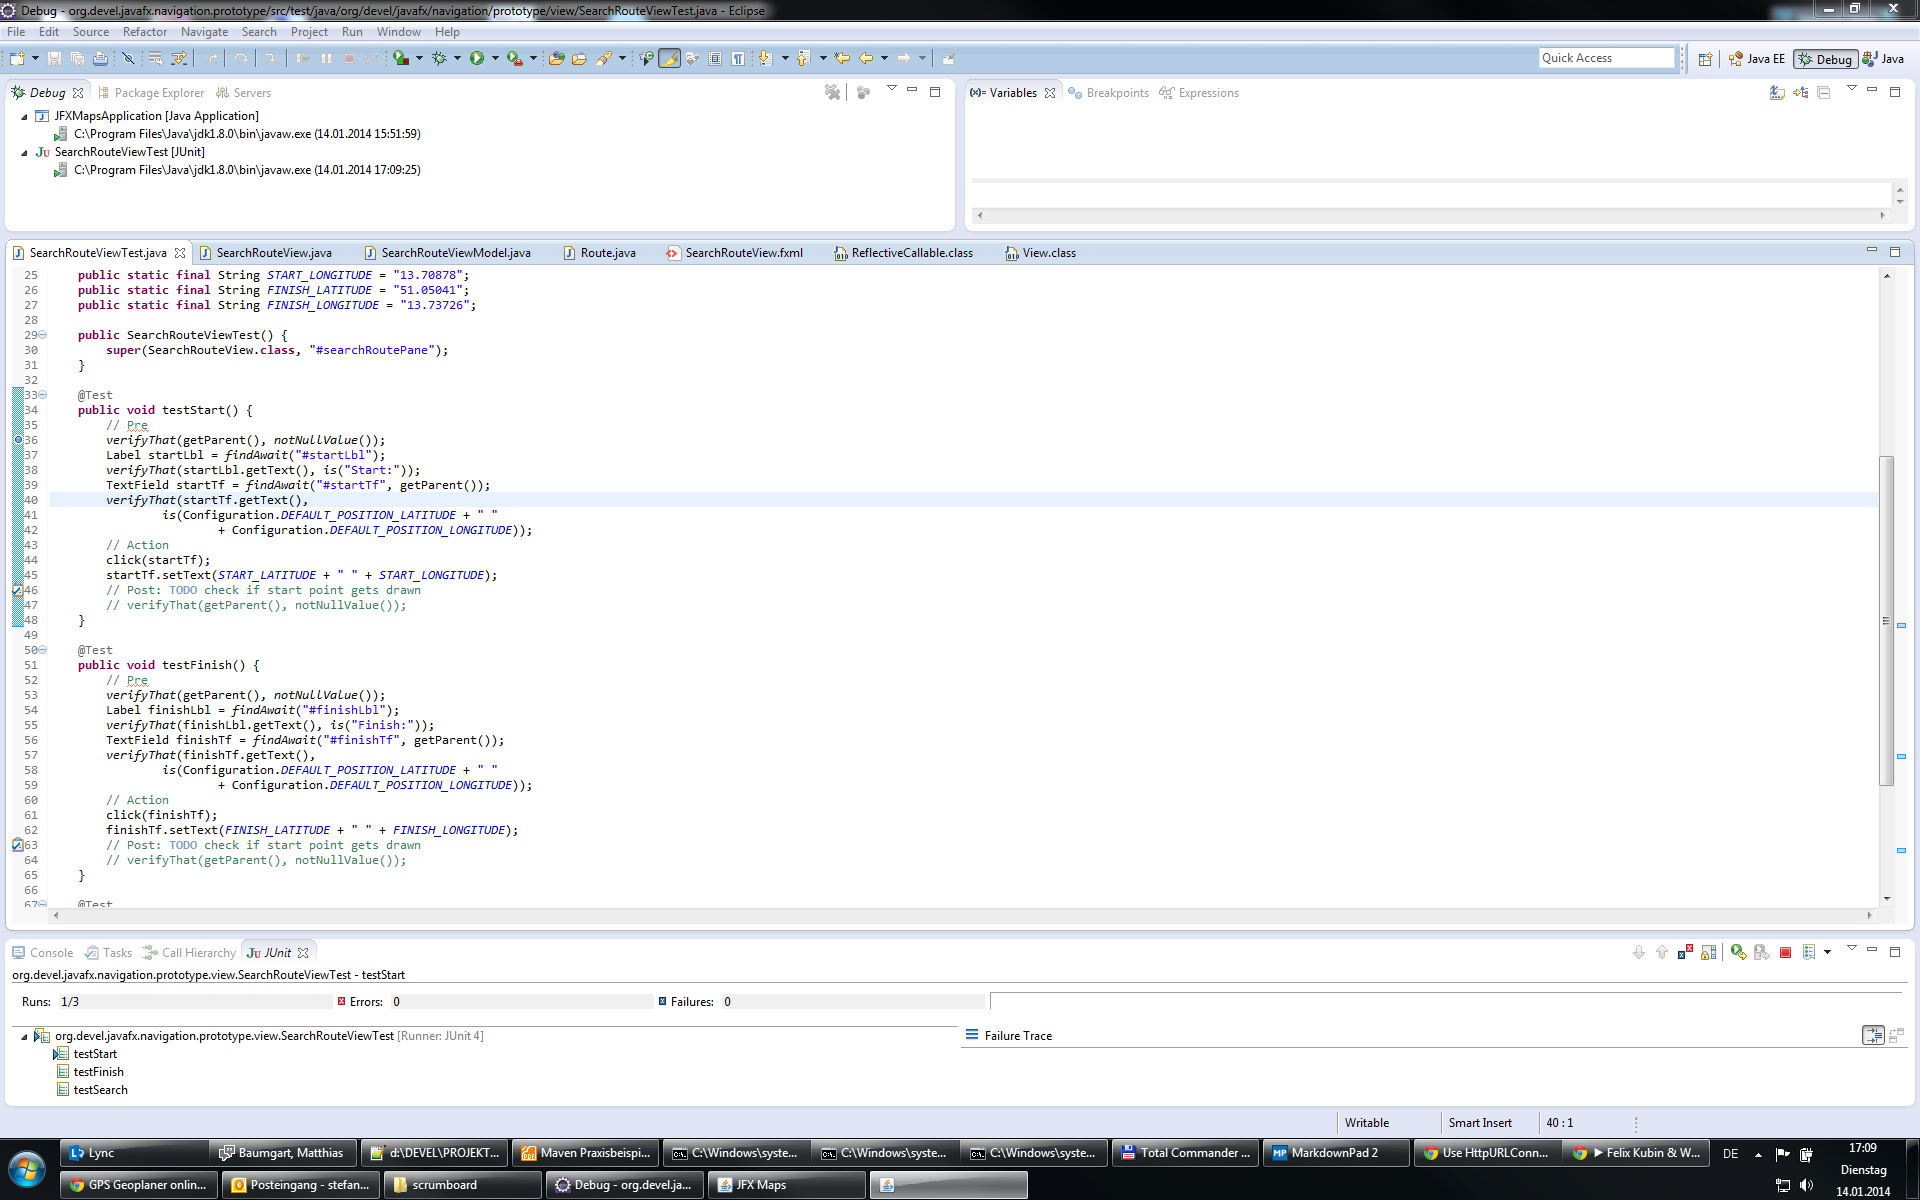 Debug - org.devel.javafx.navigation.prototype/src/test/java/org/devel/javafx/navigation/prototype/view/SearchRouteViewTest.java - Eclipse
File Edit Source Refactor Navigate Search Project Run Window Help
Quick Access
Java EE Debug Java
Debug Package Explorer Servers
JFXMapsApplication [Java Application]
C:\Program Files\Java\jdk1.8.0\bin\javaw.exe (14.01.2014 15:51:59)
SearchRouteViewTest [JUnit]
C:\Program Files\Java\jdk1.8.0\bin\javaw.exe (14.01.2014 17:09:25)
(x)= Variables Breakpoints Expressions
SearchRouteViewTest.java SearchRouteView.java SearchRouteViewModel.java Route.java SearchRouteView.fxml ReflectiveCallable.class View.class
25 public static final String START_LONGITUDE = "13.70878";
26 public static final String FINISH_LATITUDE = "51.05041";
27 public static final String FINISH_LONGITUDE = "13.73726";
28
29 public SearchRouteViewTest() {
30 super(SearchRouteView.class, "#searchRoutePane");
31 }
32
33 @Test
34 public void testStart() {
35 // Pre
36 verifyThat(getParent(), notNullValue());
37 Label startLbl = findAwait("#startLbl");
38 verifyThat(startLbl.getText(), is("Start:"));
39 TextField startTf = findAwait("#startTf", getParent());
40 verifyThat(startTf.getText(),
41 is(Configuration.DEFAULT_POSITION_LATITUDE + " "
42 + Configuration.DEFAULT_POSITION_LONGITUDE));
43 // Action
44 click(startTf);
45 startTf.setText(START_LATITUDE + " " + START_LONGITUDE);
46 // Post: TODO check if start point gets drawn
47 // verifyThat(getParent(), notNullValue());
48 }
49
50 @Test
51 public void testFinish() {
52 // Pre
53 verifyThat(getParent(), notNullValue());
54 Label finishLbl = findAwait("#finishLbl");
55 verifyThat(finishLbl.getText(), is("Finish:"));
56 TextField finishTf = findAwait("#finishTf", getParent());
57 verifyThat(finishTf.getText(),
58 is(Configuration.DEFAULT_POSITION_LATITUDE + " "
59 + Configuration.DEFAULT_POSITION_LONGITUDE));
60 // Action
61 click(finishTf);
62 finishTf.setText(FINISH_LATITUDE + " " + FINISH_LONGITUDE);
63 // Post: TODO check if start point gets drawn
64 // verifyThat(getParent(), notNullValue());
65 }
66
67 @Test
Console Tasks Call Hierarchy JUnit
org.devel.javafx.navigation.prototype.view.SearchRouteViewTest - testStart
Runs: 1/3 Errors: 0 Failures: 0
org.devel.javafx.navigation.prototype.view.SearchRouteViewTest [Runner: JUnit 4]
testStart
testFinish
testSearch
Failure Trace
Writable Smart Insert 40 : 1
Lync Baumgart, Matthias d:\DEVEL\PROJEKT... Maven Praxisbeispi... C:\Windows\syste... C:\Windows\syste... C:\Windows\syste... Total Commander ... MarkdownPad 2 Use HttpURLConn... ▶ Felix Kubin & W... DE 17:09
Dienstag
GPS Geoplaner onlin... Posteingang - stefan... scrumboard Debug - org.devel.ja... JFX Maps 14.01.2014